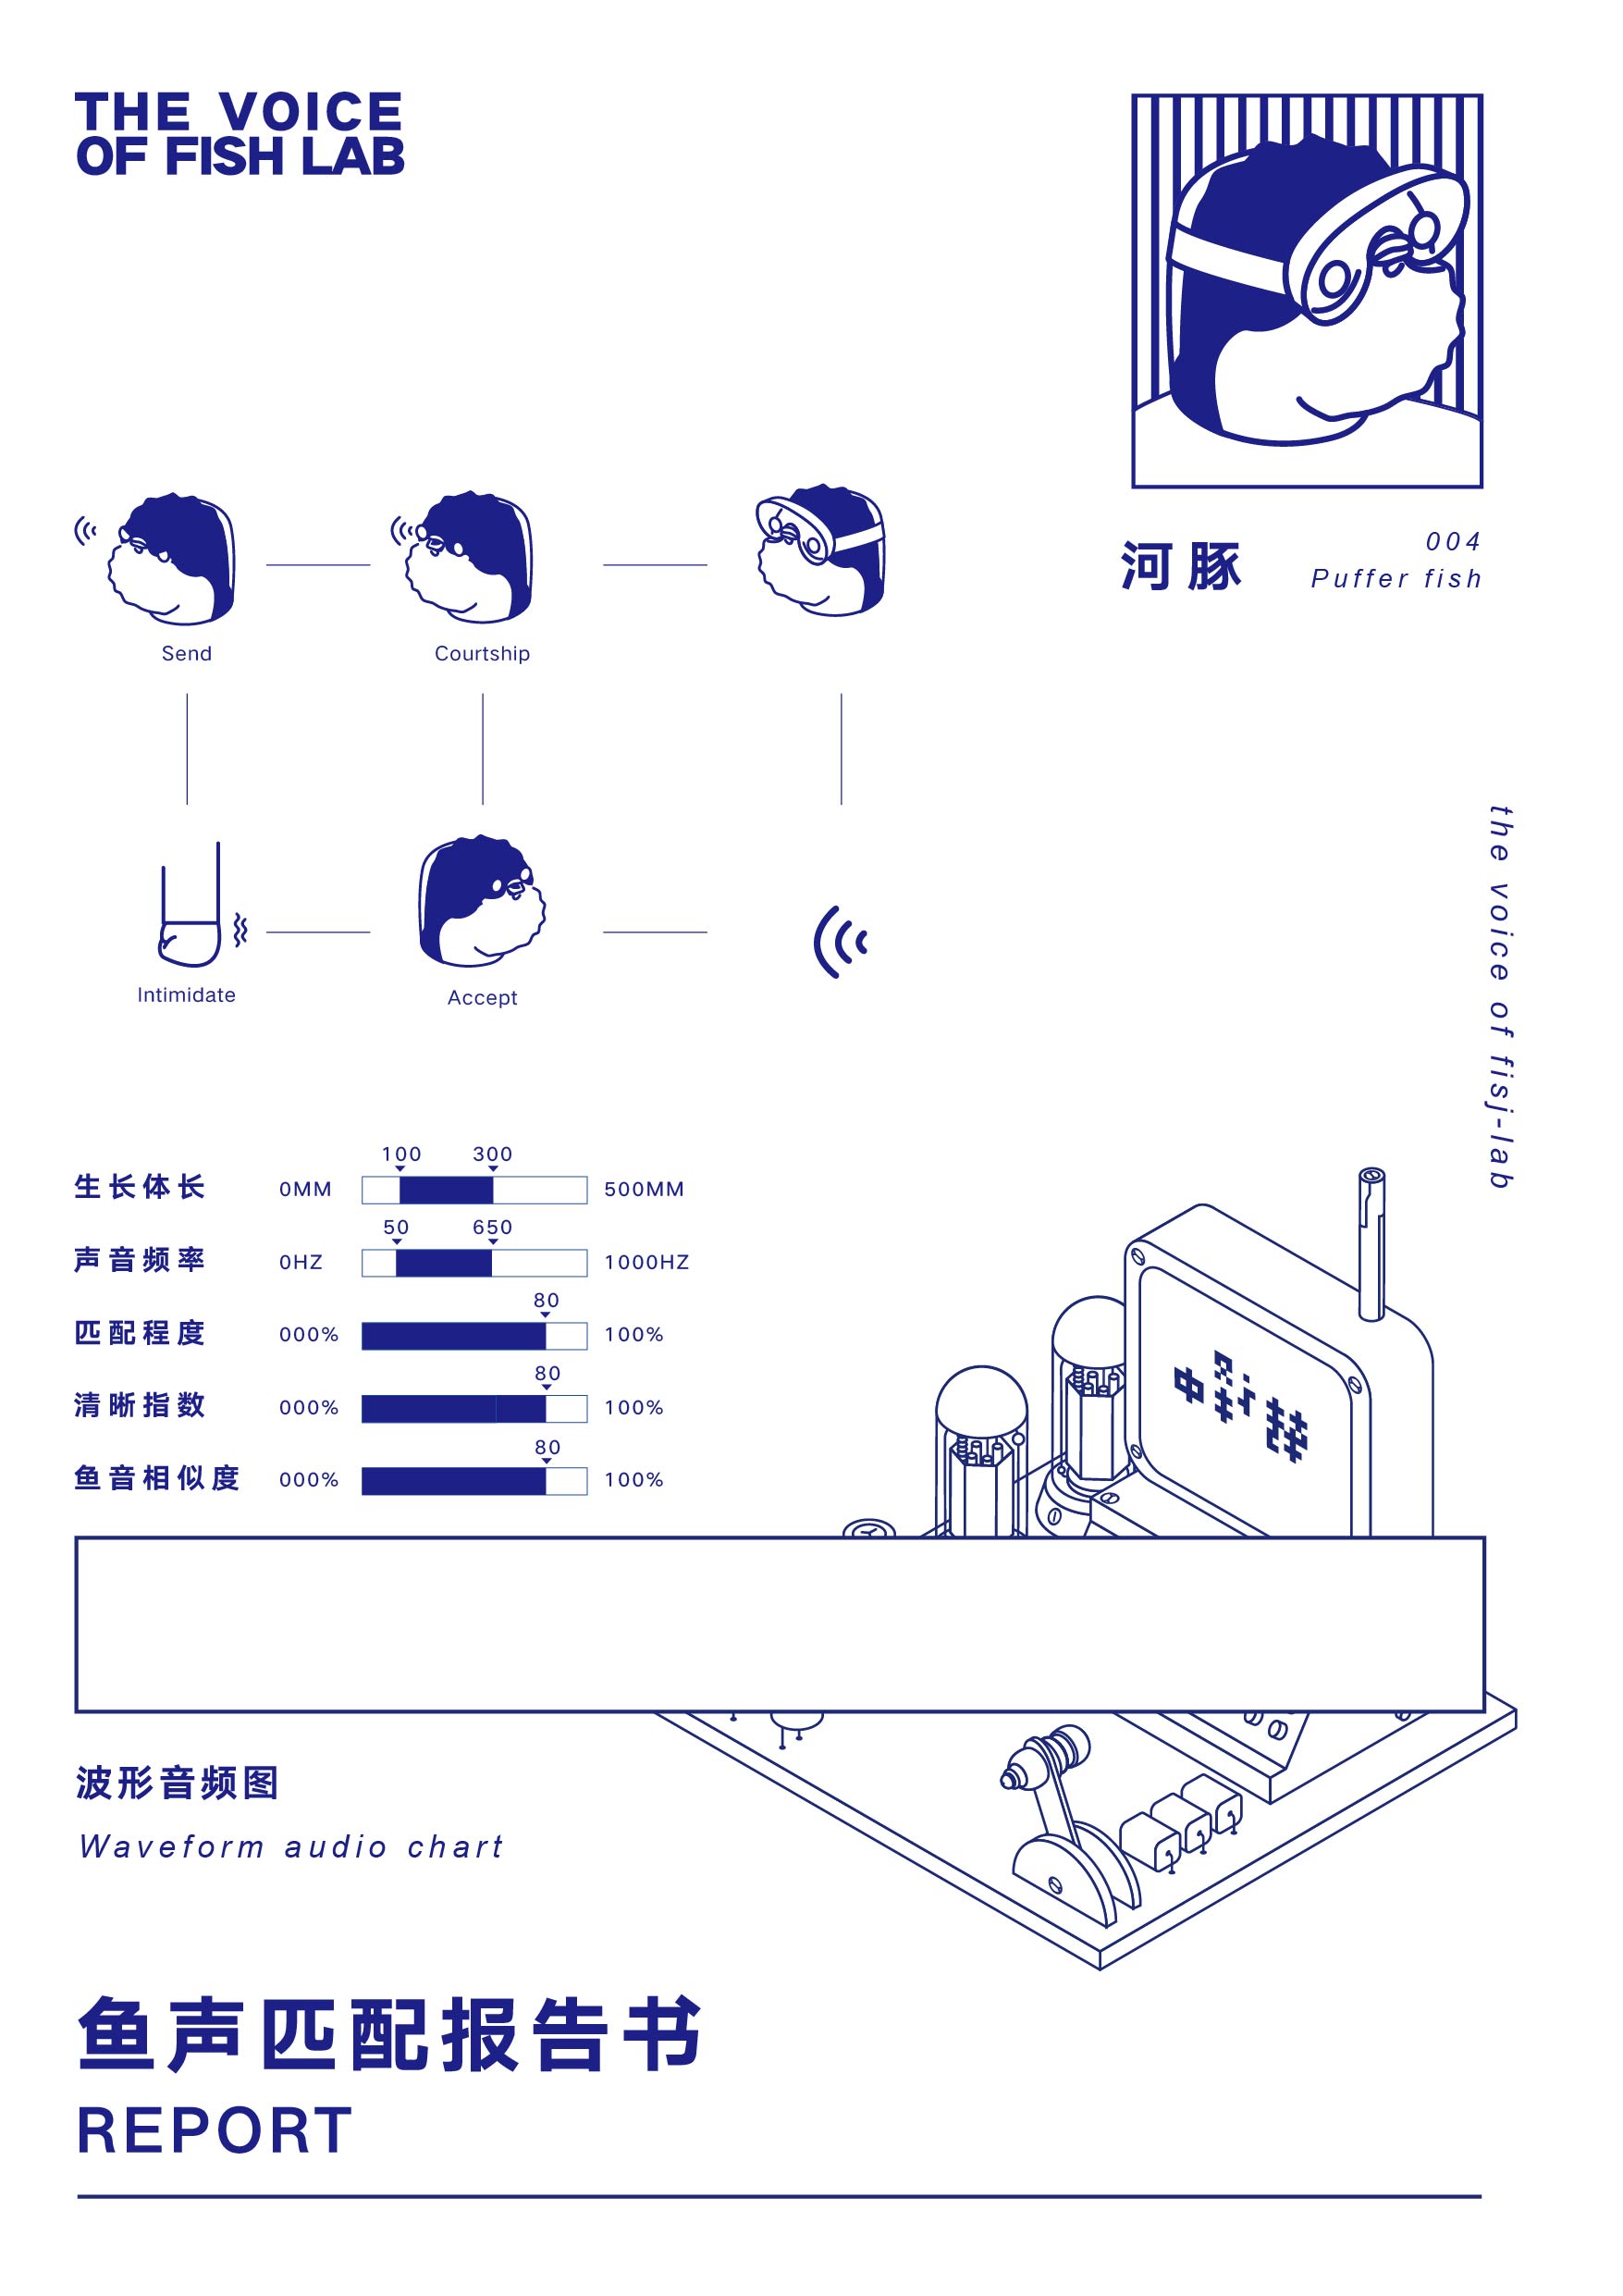 THE VOICE
OF FISH LAB
河豚
004
Puffer fish
Send
Courtship
Intimidate
Accept
the voice of fisj-lab
100 300
生长体长 0MM 500MM
50 650
声音频率 0HZ 1000HZ
80
匹配程度 000% 100%
80
清晰指数 000% 100%
80
鱼音相似度 000% 100%
波形音频图
Waveform audio chart
鱼声匹配报告书
REPORT